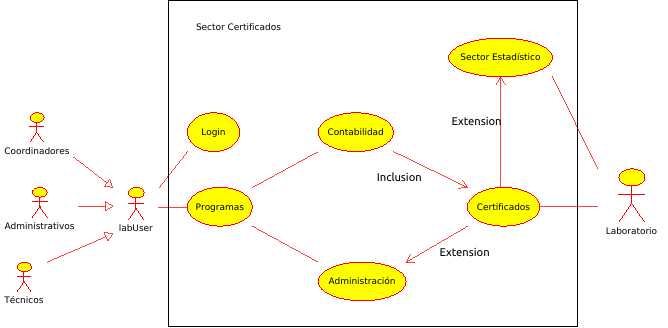 Sector Certificados
Sector Estadístico
Extension
Login
Contabilidad
Coordinadores
Inclusion
Programas
Certificados
Administrativos
labUser
Laboratorio
Extension
Administración
Técnicos